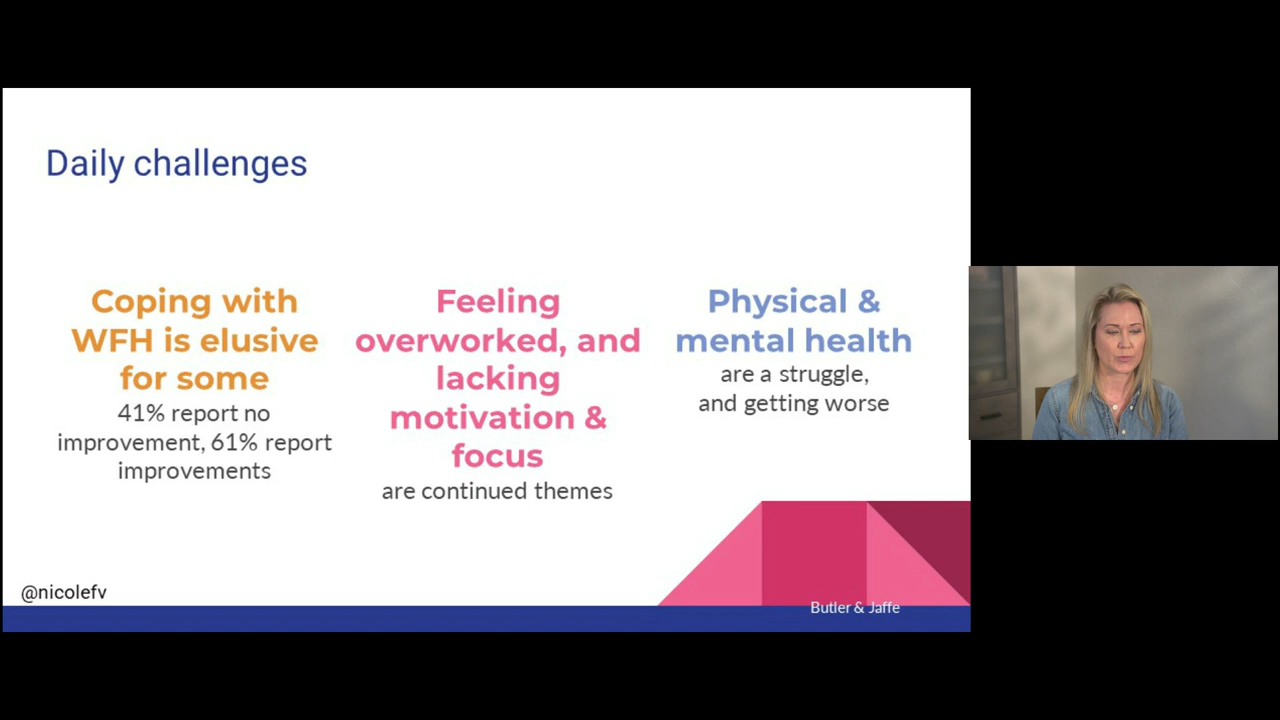 Daily challenges
Coping with
WFH is elusive
for some
41% report no
improvement, 61% report
improvements
Feeling
overworked, and
lacking
motivation &
focus
are continued themes
Physical &
mental health
are a struggle,
and getting worse
@nicolefv
Butler & Jaffe